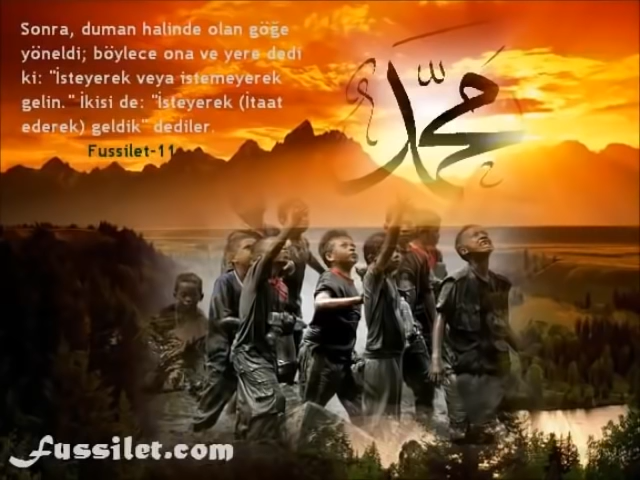 Sonra, duman halinde olan göğe
yöneldi; böylece ona ve yere dedi
ki: "İsteyerek veya istemeyerek
gelin." İkisi de: "İsteyerek (İtaat
ederek) geldik" dediler.
Fussilet-11
محمد
Fussilet.com